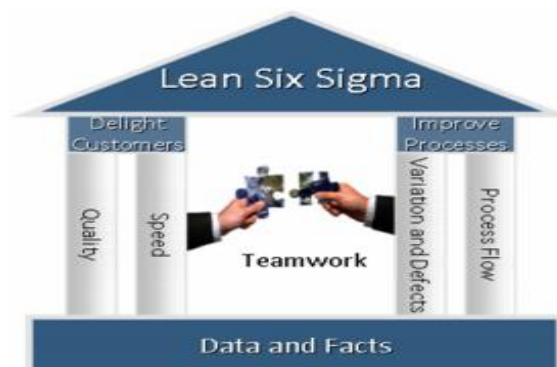 Lean Six Sigma
Delight
Customers
Improve
Processes
Quality
Speed
Teamwork
Variation and Defects
Process Flow
Data and Facts